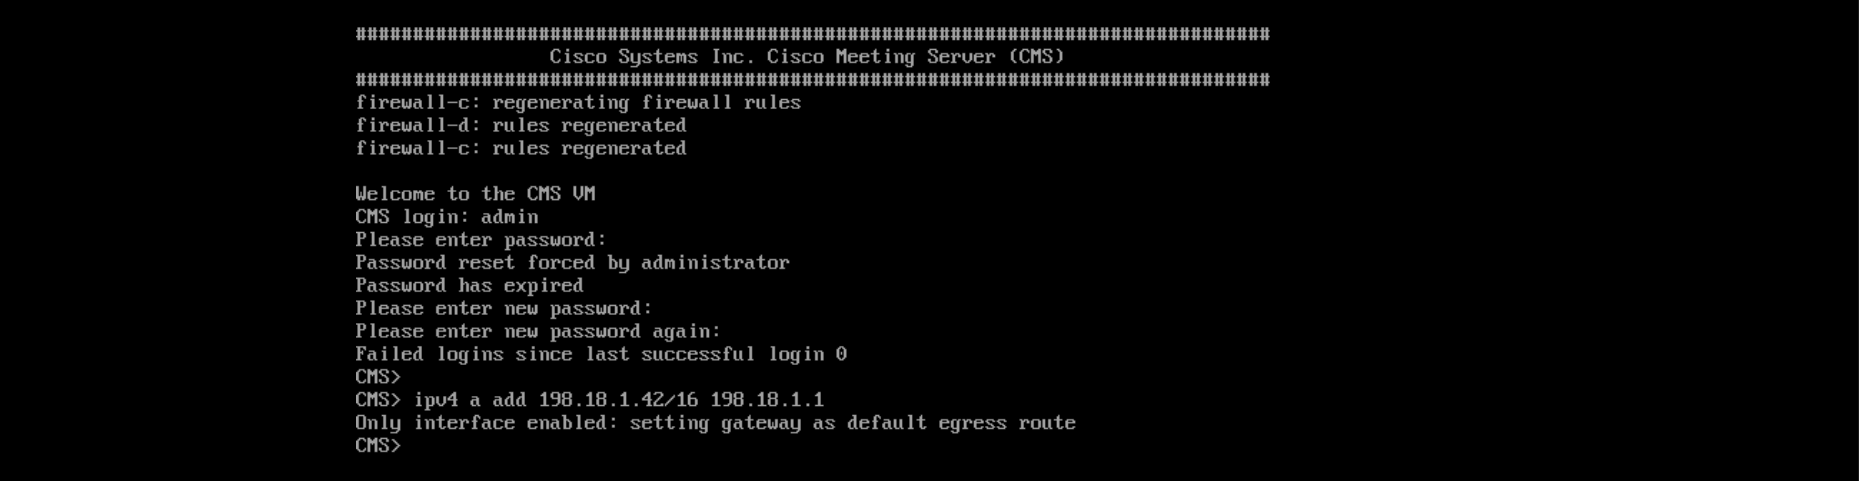 ################################################################################
Cisco Systems Inc. Cisco Meeting Server (CMS)
################################################################################
firewall-c: regenerating firewall rules
firewall-d: rules regenerated
firewall-c: rules regenerated
Welcome to the CMS VM
CMS login: admin
Please enter password:
Password reset forced by administrator
Password has expired
Please enter new password:
Please enter new password again:
Failed logins since last successful login 0
CMS>
CMS> ipv4 a add 198.18.1.42/16 198.18.1.1
Only interface enabled: setting gateway as default egress route
CMS>